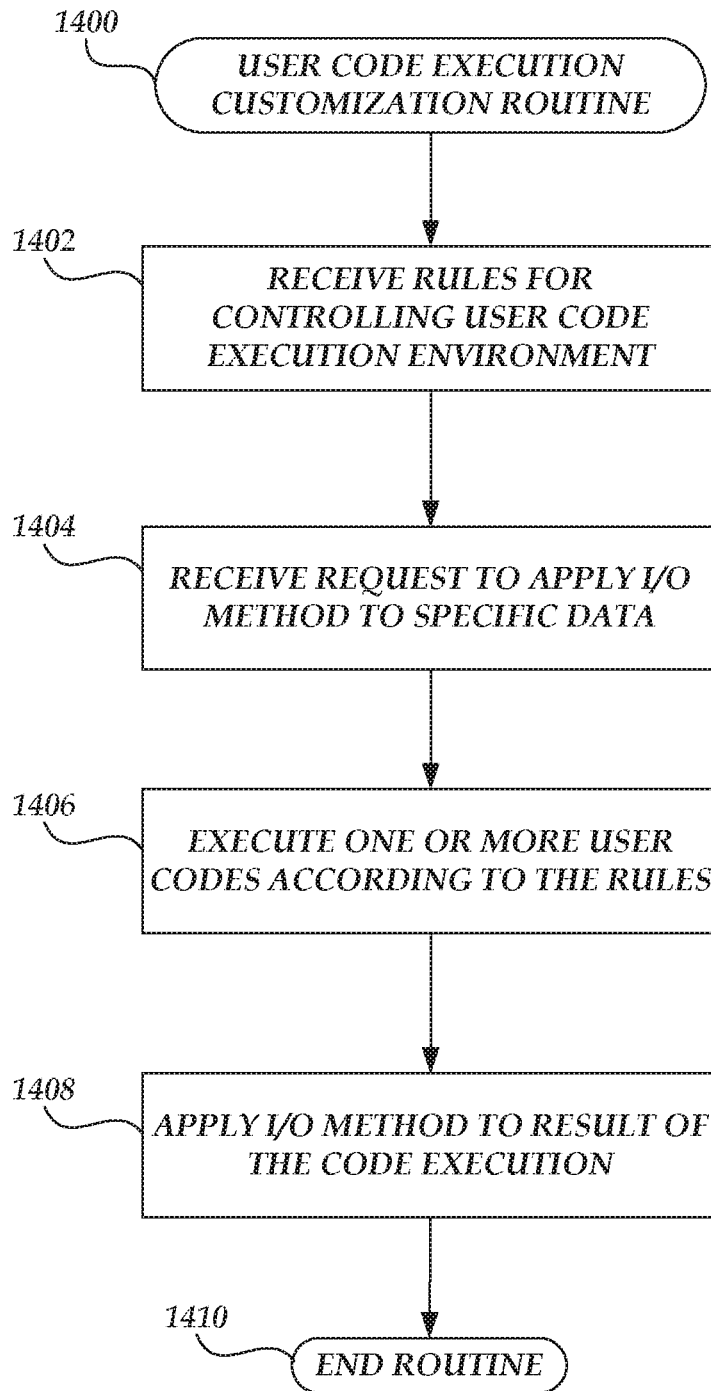 1400
USER CODE EXECUTION
CUSTOMIZATION ROUTINE
1402
RECEIVE RULES FOR
CONTROLLING USER CODE
EXECUTION ENVIRONMENT
1404
RECEIVE REQUEST TO APPLY I/O
METHOD TO SPECIFIC DATA
1406
EXECUTE ONE OR MORE USER
CODES ACCORDING TO THE RULES
1408
APPLY I/O METHOD TO RESULT OF
THE CODE EXECUTION
1410
END ROUTINE